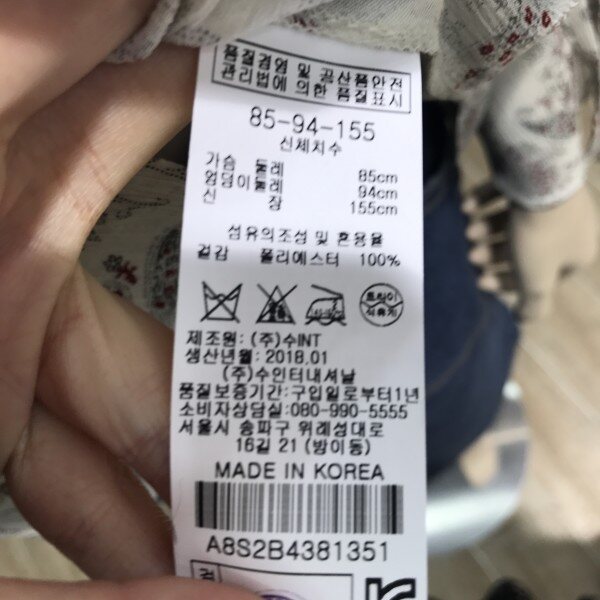 품질경영 및 공산품안전
관리법에 의한 품질표시
85-94-155
신체치수
가슴 둘레 85cm
엉덩이둘레 94cm
신 장 155cm
섬유의조성 및 혼용율
겉감 폴리에스터 100%
드라이
석유계
제조원: (주)수INT
생산년월: 2018.01
(주)수인터내셔날
품질보증기간: 구입일로부터1년
소비자상담실: 080-990-5555
서울시 송파구 위례성대로
16길 21 (방이동)
MADE IN KOREA
A8S2B4381351